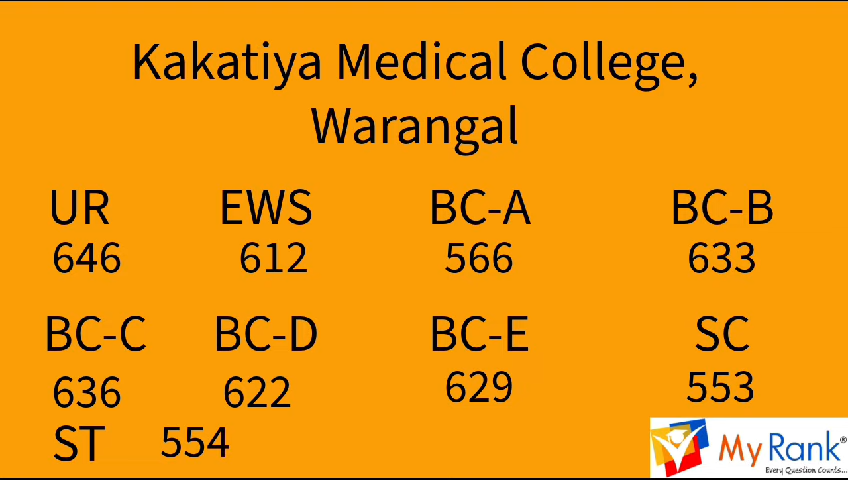 Kakatiya Medical College,
Warangal
UR EWS BC-A BC-B
646 612 566 633
BC-C BC-D BC-E SC
636 622 629 553
ST 554
My Rank®
Every Question Counts...